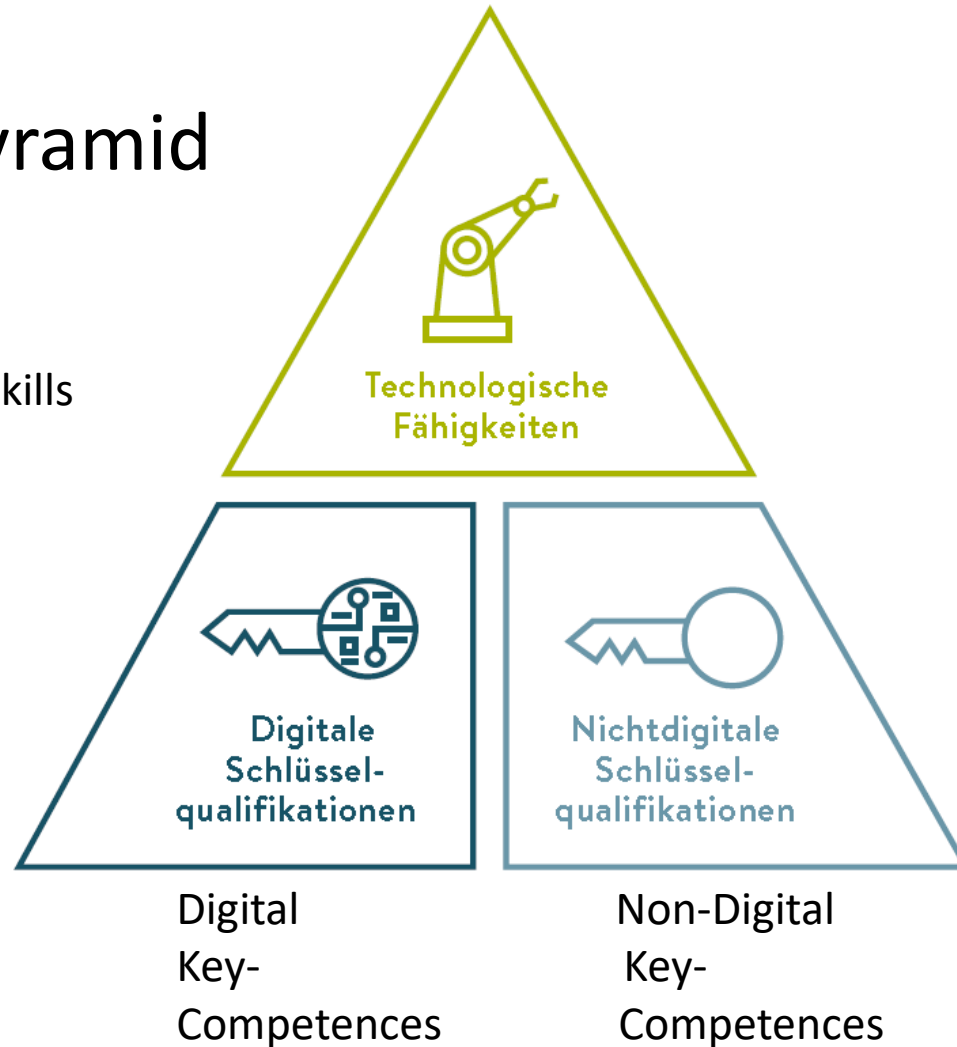 yramid
kills
Technologische
Fähigkeiten
Digitale
Schlüssel-
qualifikationen
Nichtdigitale
Schlüssel-
qualifikationen
Digital
Key-
Competences
Non-Digital
Key-
Competences